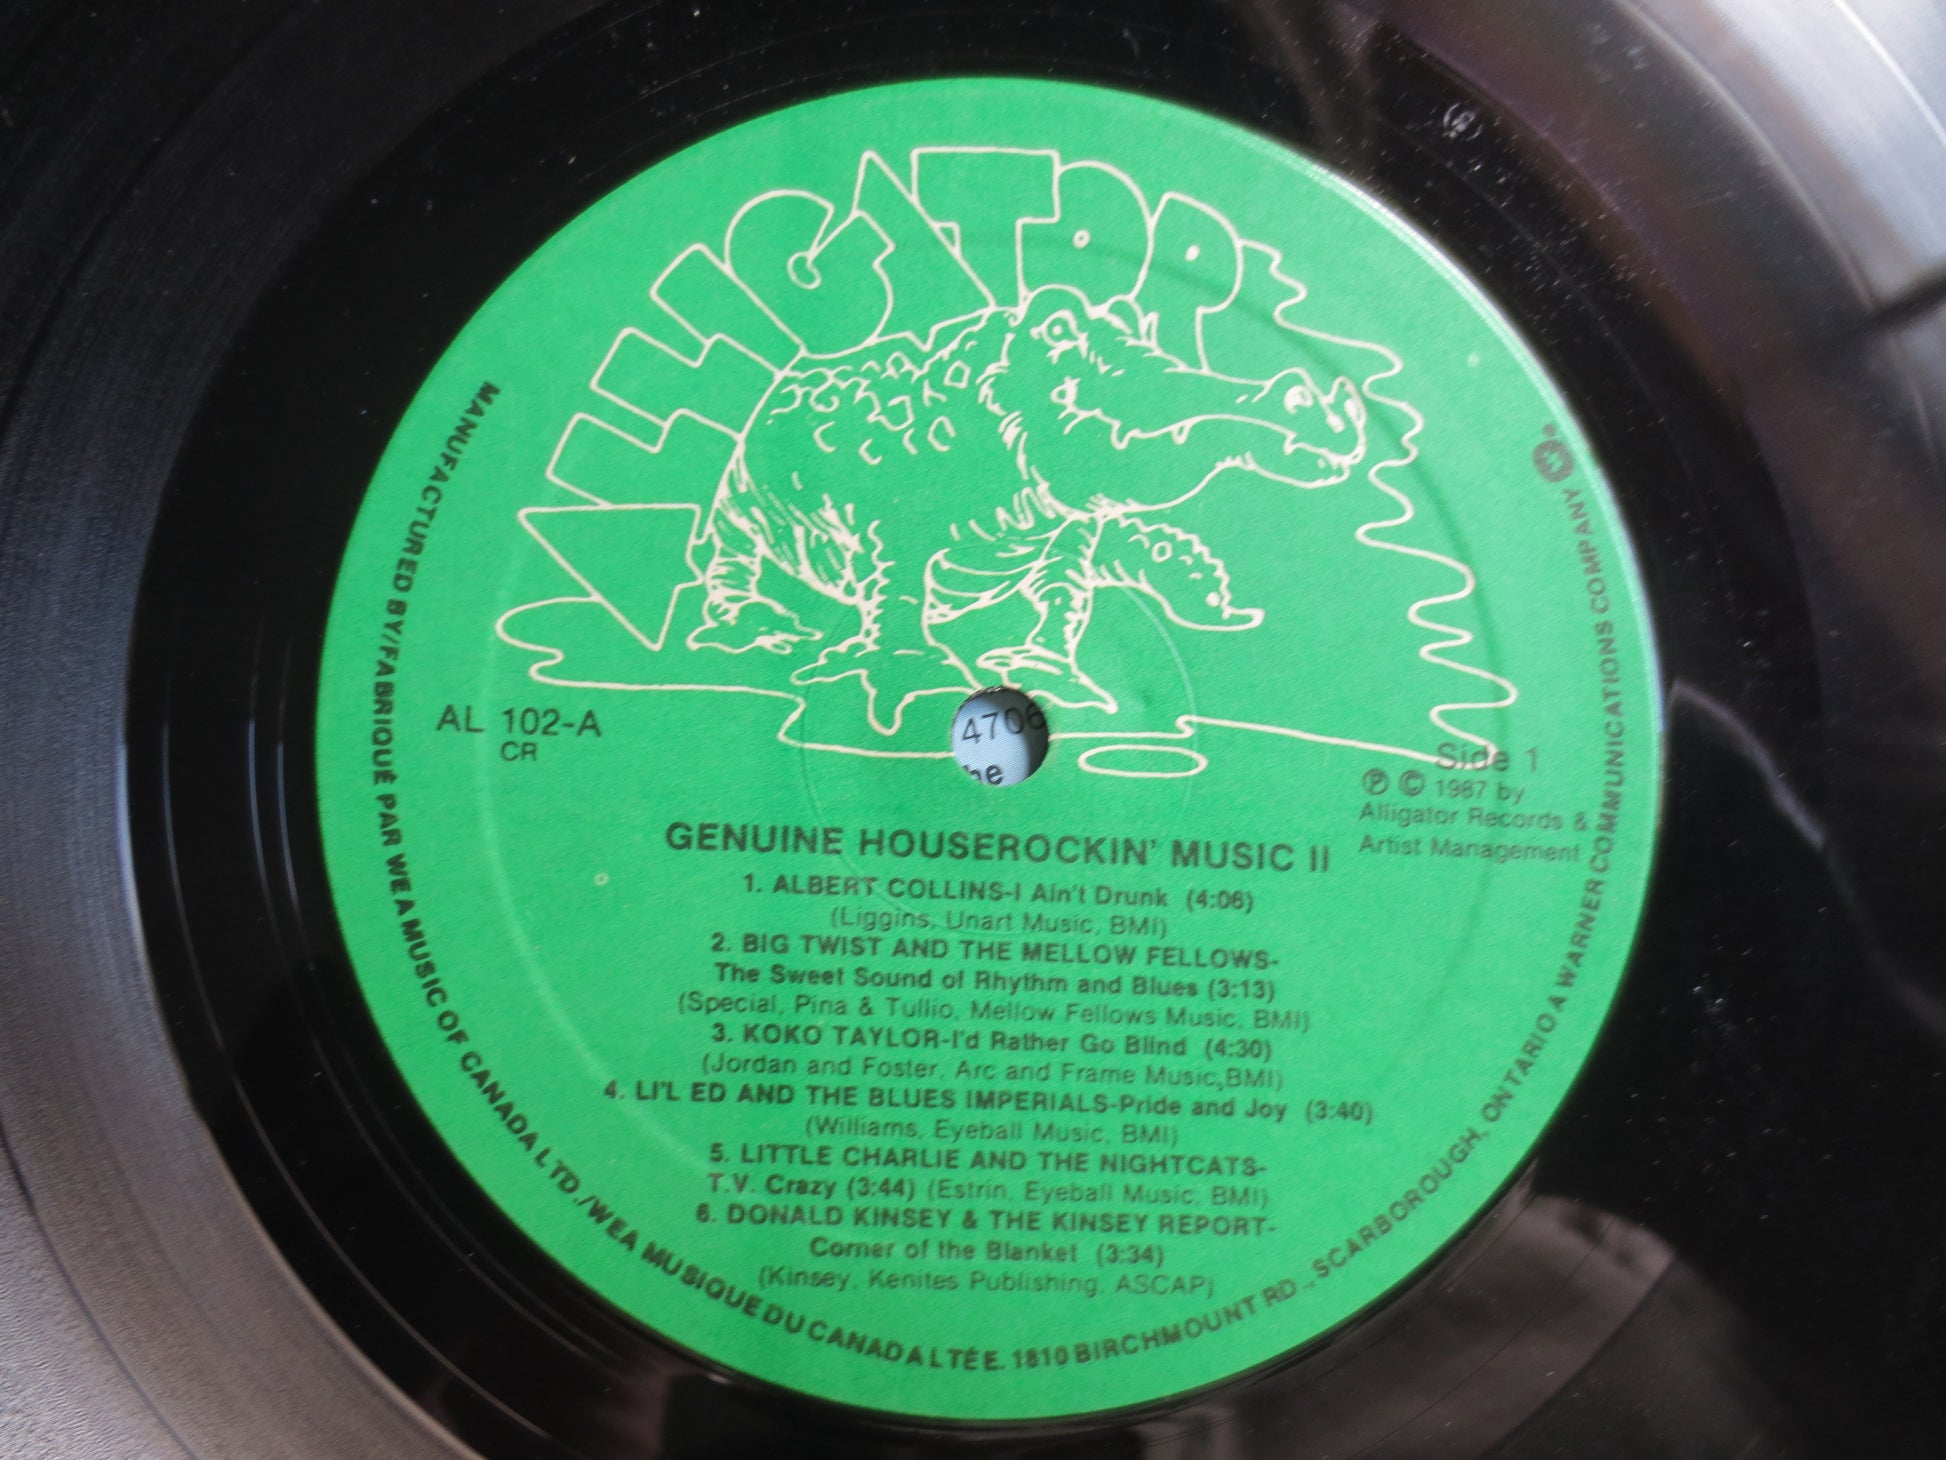 ALLIGATOR
AL 102-A
CR
4706
he
Side 1
Ⓟ © 1987 by
Alligator Records &
Artist Management
GENUINE HOUSEROCKIN' MUSIC II
1. ALBERT COLLINS-I Ain't Drunk (4:06)
(Liggins, Unart Music, BMI)
2. BIG TWIST AND THE MELLOW FELLOWS-
The Sweet Sound of Rhythm and Blues (3:13)
(Special, Pina & Tullio, Mellow Fellows Music, BMI)
3. KOKO TAYLOR-I'd Rather Go Blind (4:30)
(Jordan and Foster, Arc and Frame Music, BMI)
4. LI'L ED AND THE BLUES IMPERIALS-Pride and Joy (3:40)
(Williams, Eyeball Music, BMI)
5. LITTLE CHARLIE AND THE NIGHTCATS-
T.V. Crazy (3:44) (Estrin, Eyeball Music, BMI)
6. DONALD KINSEY & THE KINSEY REPORT-
Corner of the Blanket (3:34)
(Kinsey, Kenites Publishing, ASCAP)
MANUFACTURED BY/FABRIQUÉ PAR WEA MUSIC OF CANADA LTD./WEA MUSIQUE DU CANADA LTÉE. 1810 BIRCHMOUNT RD., SCARBOROUGH, ONTARIO A WARNER COMMUNICATIONS COMPANY